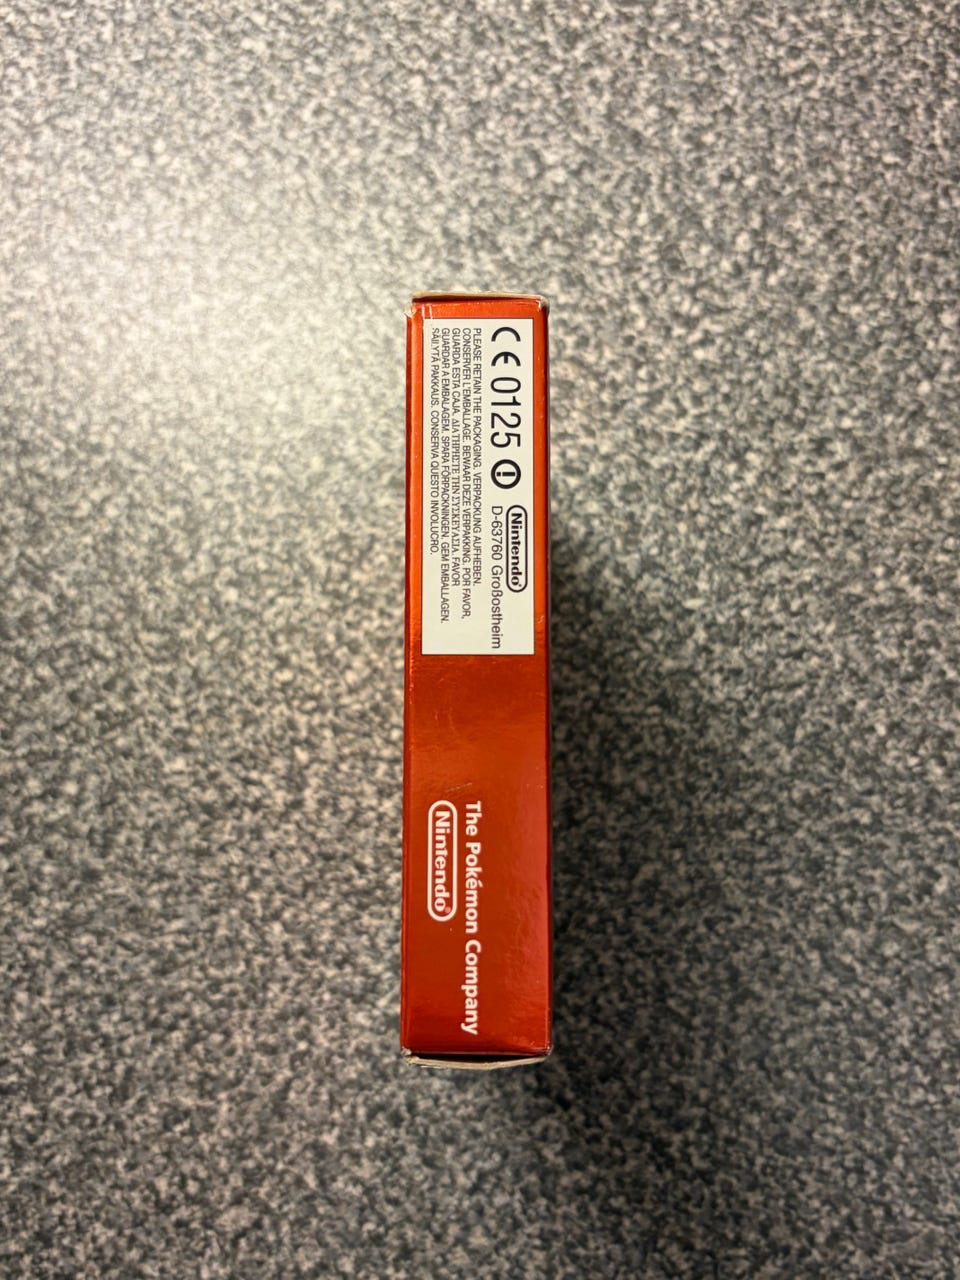 CE 0125
Nintendo®
D-63760 Großostheim
PLEASE RETAIN THE PACKAGING. VERPACKUNG AUFHEBEN.
CONSERVER L'EMBALLAGE. BEWAAR DEZE VERPAKKING. POR FAVOR,
GUARDA ESTA CAJA. ΔΙΑΤΗΡΗΣΤΕ ΤΗΝ ΣΥΣΚΕΥΑΣΙΑ. FAVOR
GUARDAR A EMBALAGEM. SPARA FÖRPACKNINGEN. GEM EMBALLAGEN.
SÄILYTÄ PAKKAUS. CONSERVA QUESTO INVOLUCRO.
The Pokémon Company
Nintendo®